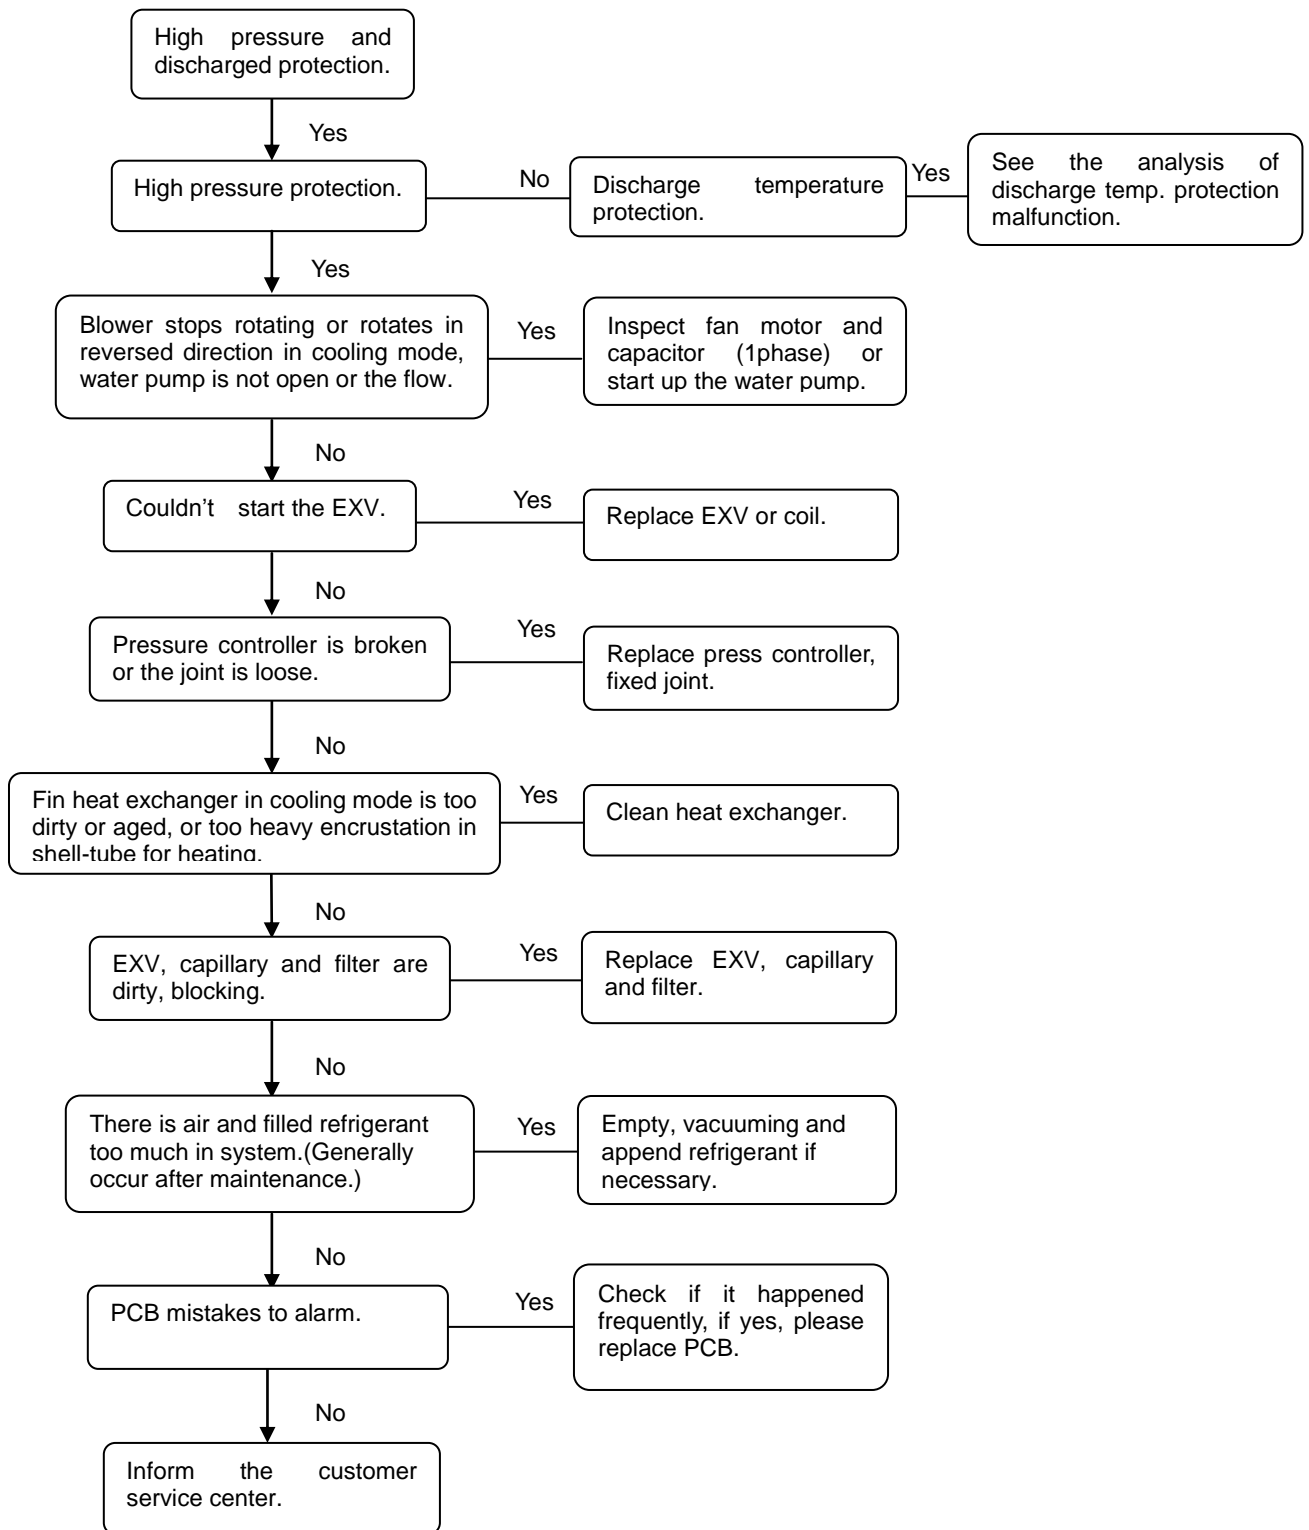 High pressure and
discharged protection.
Yes
High pressure protection.
No
Discharge temperature
protection.
Yes
See the analysis of
discharge temp. protection
malfunction.
Yes
Blower stops rotating or rotates in
reversed direction in cooling mode,
water pump is not open or the flow.
Yes
Inspect fan motor and
capacitor (1phase) or
start up the water pump.
No
Couldn't start the EXV.
Yes
Replace EXV or coil.
No
Pressure controller is broken
or the joint is loose.
Yes
Replace press controller,
fixed joint.
No
Fin heat exchanger in cooling mode is too
dirty or aged, or too heavy encrustation in
shell-tube for heating.
Yes
Clean heat exchanger.
No
EXV, capillary and filter are
dirty, blocking.
Yes
Replace EXV, capillary
and filter.
No
There is air and filled refrigerant
too much in system.(Generally
occur after maintenance.)
Yes
Empty, vacuuming and
append refrigerant if
necessary.
No
PCB mistakes to alarm.
Yes
Check if it happened
frequently, if yes, please
replace PCB.
No
Inform the customer
service center.